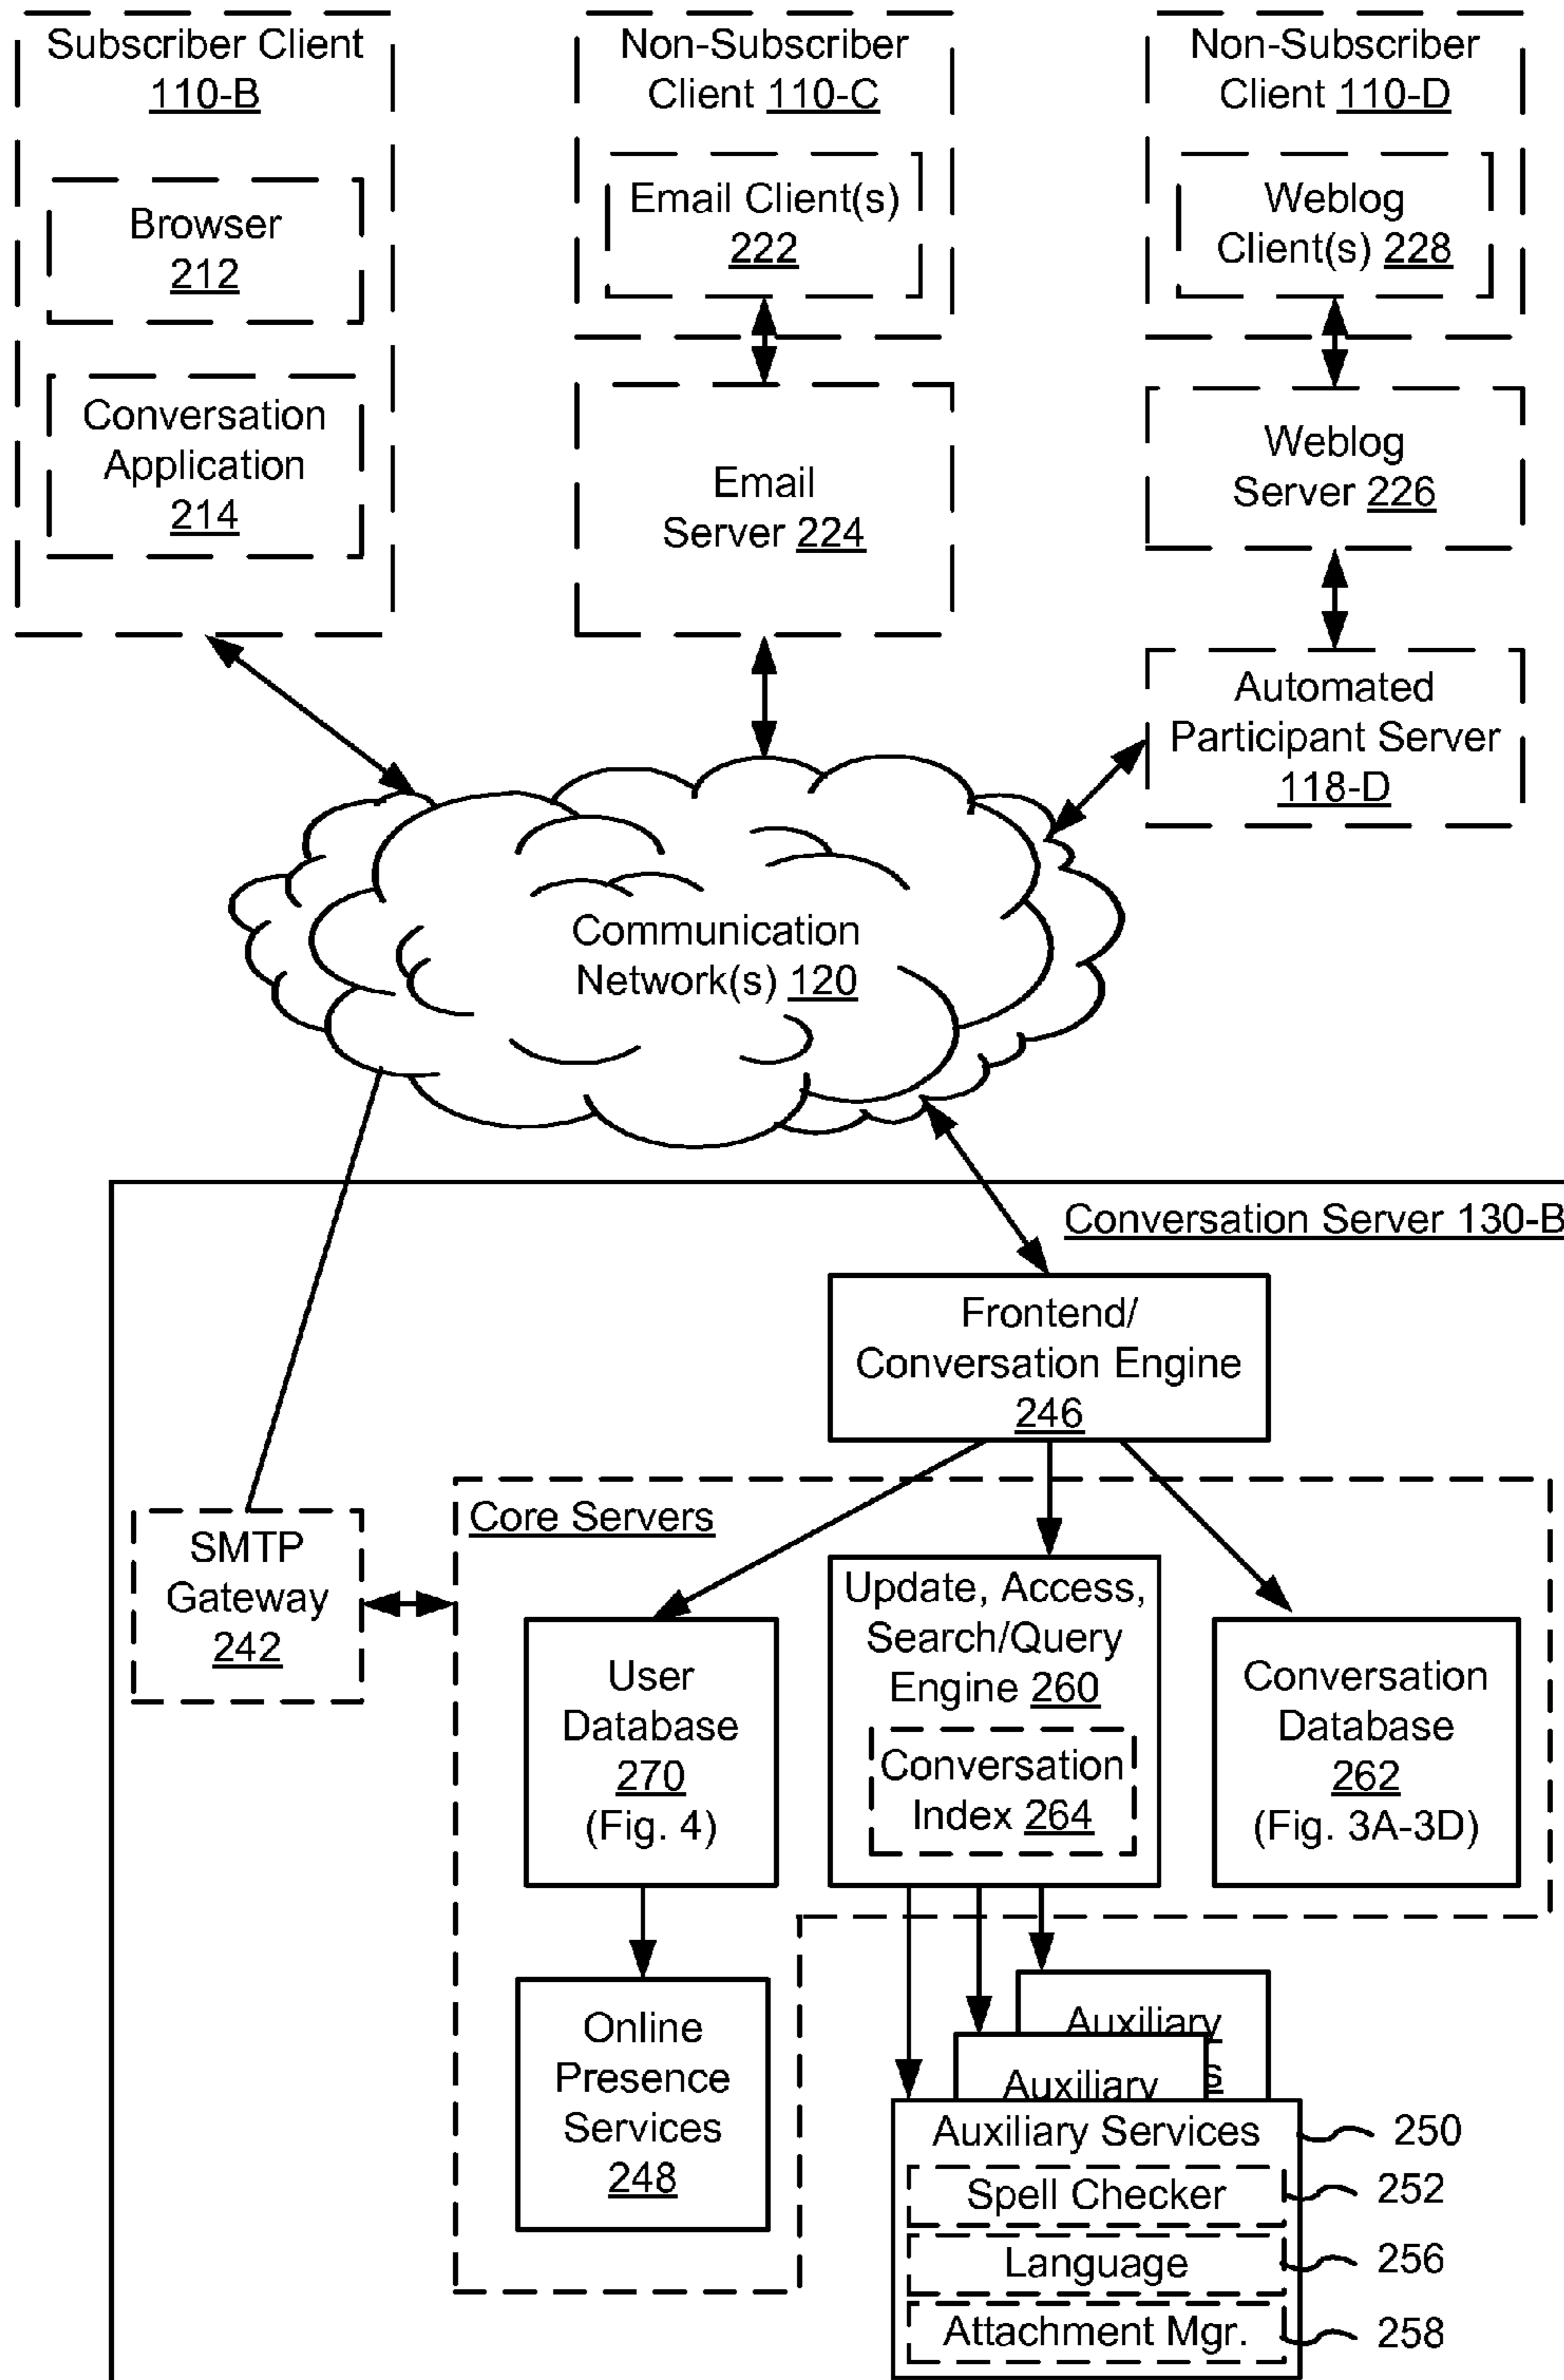 Subscriber Client
110-B
Browser
212
Conversation
Application
214
Non-Subscriber
Client 110-C
Email Client(s)
222
Email
Server 224
Non-Subscriber
Client 110-D
Weblog
Client(s) 228
Weblog
Server 226
Automated
Participant Server
118-D
Communication
Network(s) 120
Conversation Server 130-B
Frontend/
Conversation Engine
246
SMTP
Gateway
242
Core Servers
User
Database
270
(Fig. 4)
Update, Access,
Search/Query
Engine 260
Conversation
Index 264
Conversation
Database
262
(Fig. 3A-3D)
Online
Presence
Services
248
Auxiliary
s
Auxiliary
Auxiliary Services
250
Spell Checker
252
Language
256
Attachment Mgr.
258